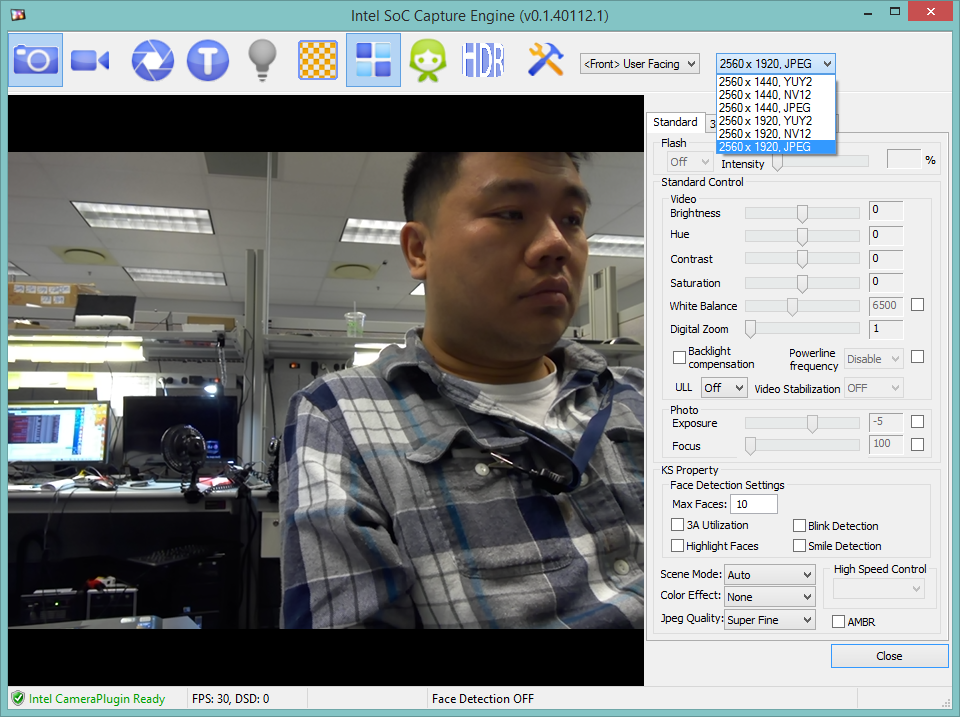 Intel SoC Capture Engine (v0.1.40112.1)
T
HDR
<Front> User Facing
2560 x 1920, JPEG
2560 x 1440, YUY2
2560 x 1440, NV12
2560 x 1440, JPEG
2560 x 1920, YUY2
2560 x 1920, NV12
2560 x 1920, JPEG
Standard
3
Flash
Off
Intensity
%
Standard Control
Video
Brightness
0
Hue
0
Contrast
0
Saturation
0
White Balance
6500
Digital Zoom
1
Backlight
compensation
Powerline
frequency
Disable
ULL
Off
Video Stabilization
OFF
Photo
Exposure
-5
Focus
100
KS Property
Face Detection Settings
Max Faces:
10
3A Utilization
Blink Detection
Highlight Faces
Smile Detection
Scene Mode:
Auto
High Speed Control
Color Effect:
None
Jpeg Quality:
Super Fine
AMBR
Close
Intel CameraPlugin Ready
FPS: 30, DSD: 0
Face Detection OFF